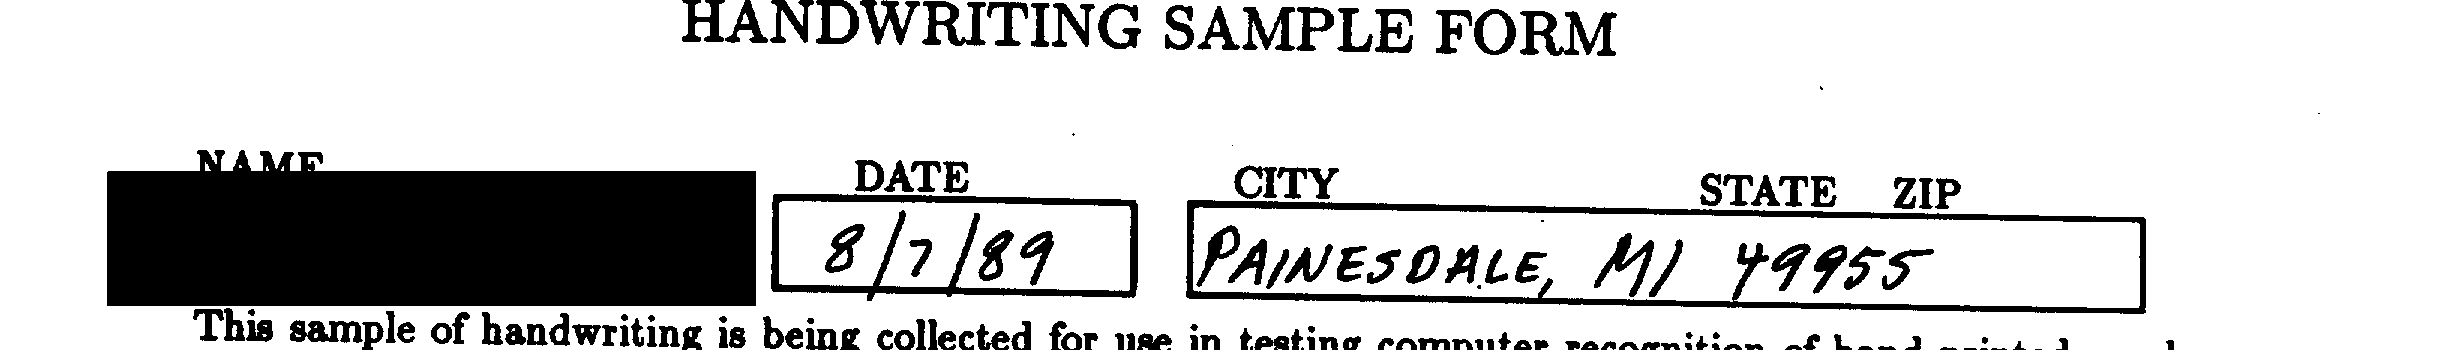 HANDWRITING SAMPLE FORM
NAME DATE CITY STATE ZIP
8/7/89 PAINESDALE, MI 49955
This sample of handwriting is being collected for use in testing computer recognition of hand printed